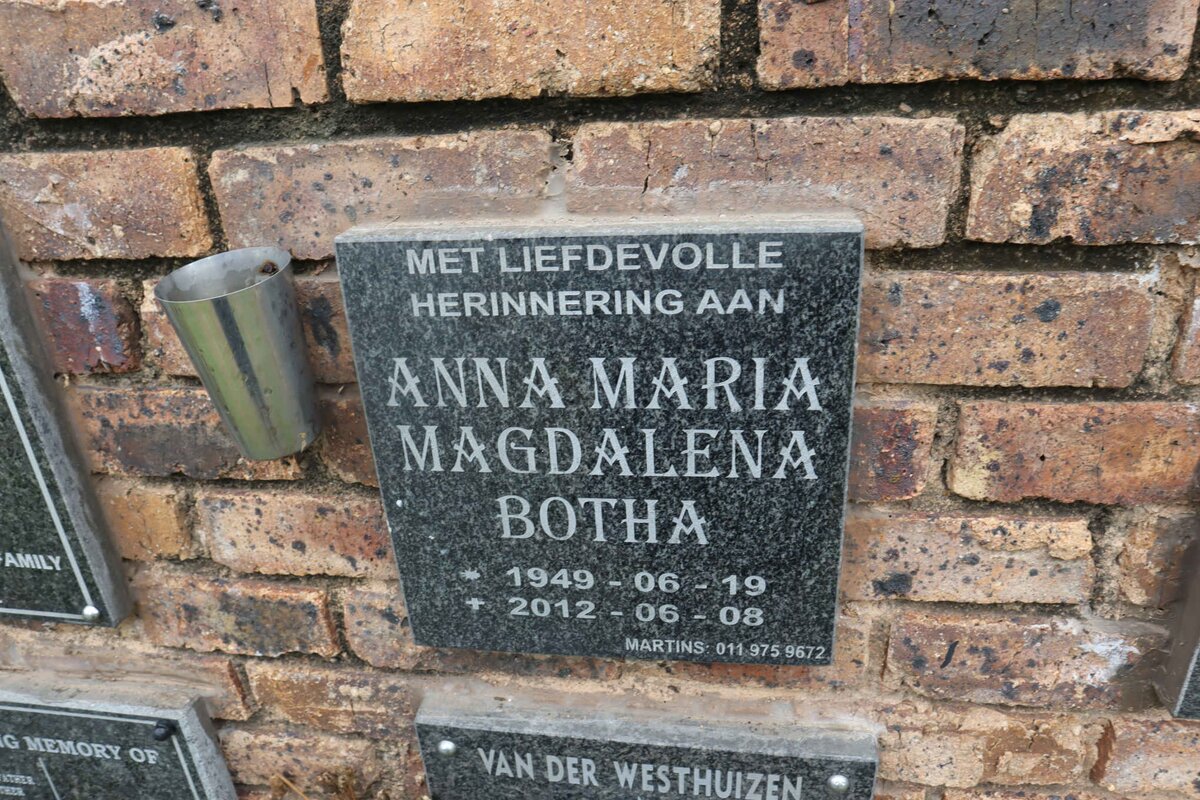 MET LIEFDEVOLLE
HERINNERING AAN
ANNA MARIA
MAGDALENA
BOTHA
* 1949 - 06 - 19
+ 2012 - 06 - 08
MARTINS: 011 975 9672
FAMILY
MEMORY OF
VAN DER WESTHUIZEN